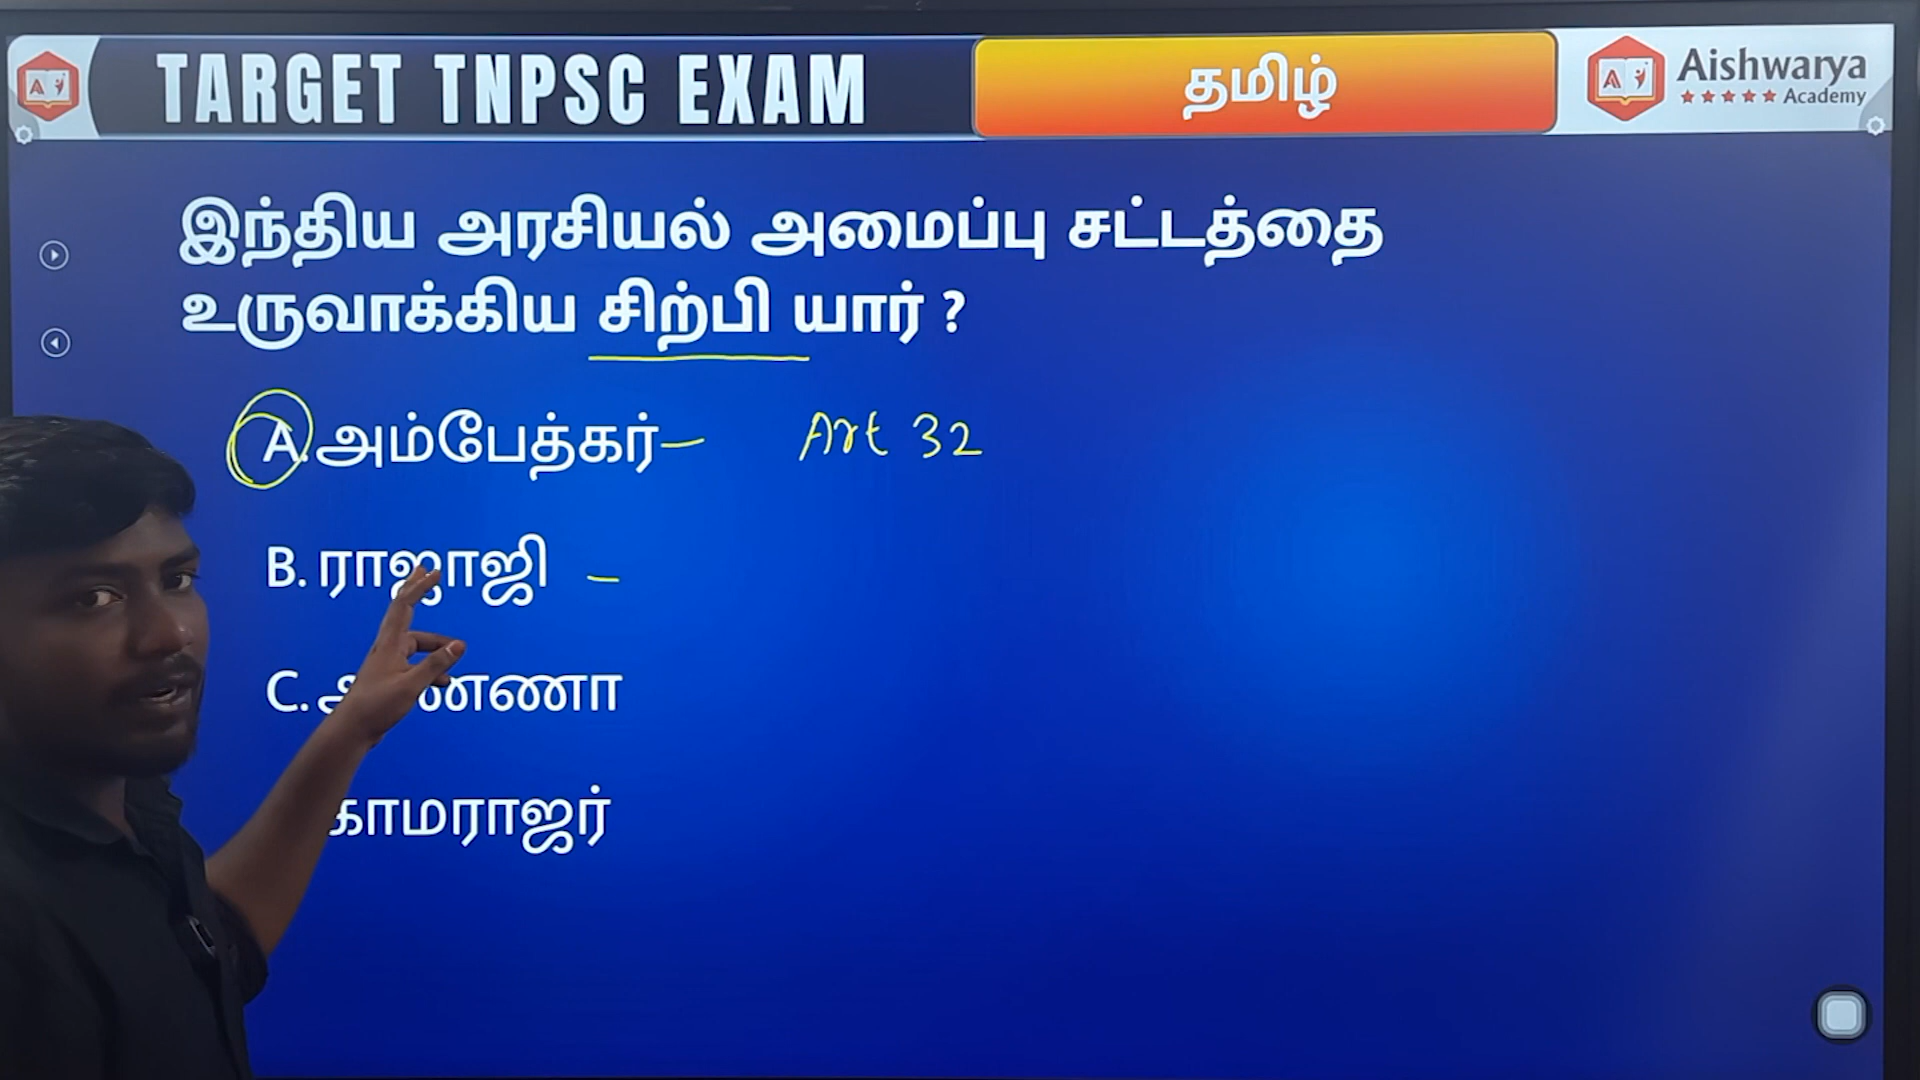 TARGET TNPSC EXAM
தமிழ்
Aishwarya
Academy
இந்திய அரசியல் அமைப்பு சட்டத்தை
உருவாக்கிய சிற்பி யார் ?
A. அம்பேத்கர் – Art 32
B. ராஜாஜி –
C.
காமராஜர்